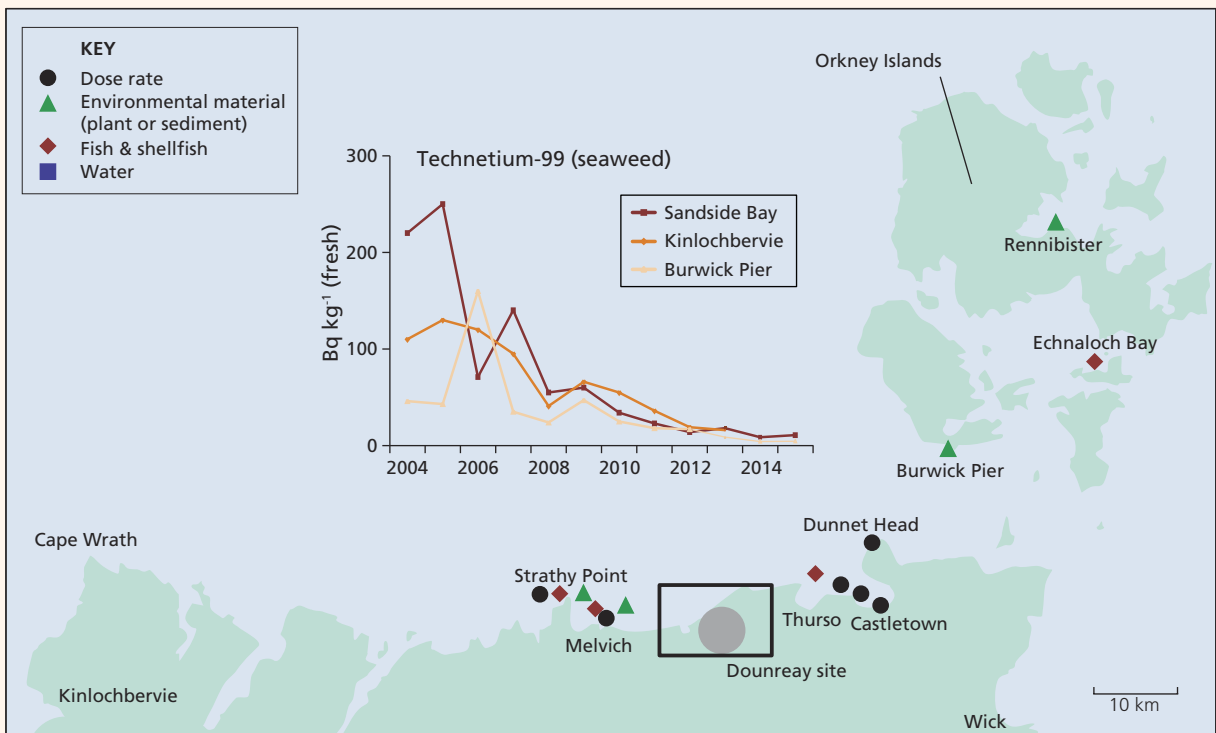 KEY
Dose rate
Environmental material
(plant or sediment)
Fish & shellfish
Water
Orkney Islands
Technetium-99 (seaweed)
300
200
100
0
Bq kg⁻¹ (fresh)
Sandside Bay
Kinlochbervie
Burwick Pier
2004
2006
2008
2010
2012
2014
Rennibister
Echnaloch Bay
Burwick Pier
Dunnet Head
Cape Wrath
Strathy Point
Thurso
Castletown
Melvich
Dounreay site
Kinlochbervie
10 km
Wick